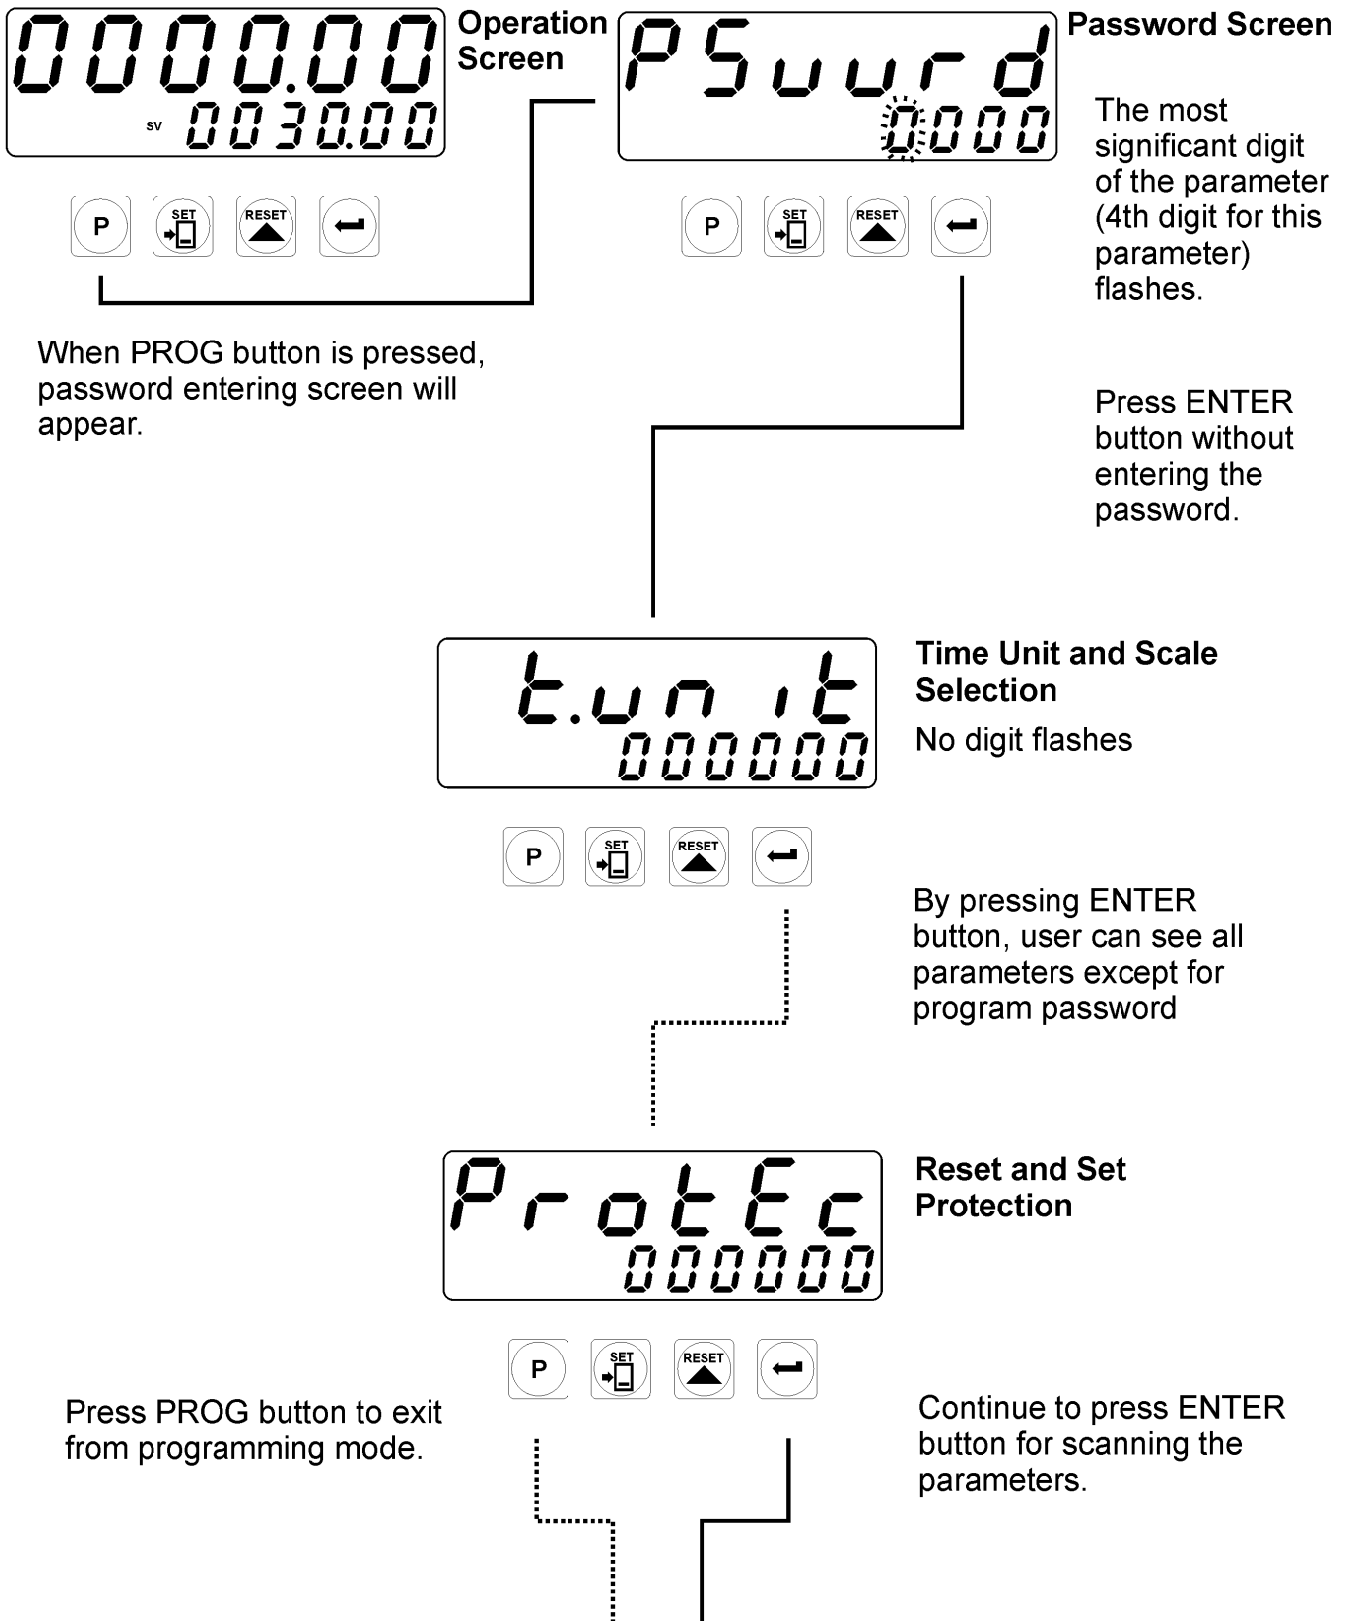 0000.00
SV 0030.00
Operation
Screen
PSuurd
0000
Password Screen
The most
significant digit
of the parameter
(4th digit for this
parameter)
flashes.
P SET RESET
P SET RESET
When PROG button is pressed,
password entering screen will
appear.
Press ENTER
button without
entering the
password.
t.unit
000000
Time Unit and Scale
Selection
No digit flashes
P SET RESET
By pressing ENTER
button, user can see all
parameters except for
program password
ProtEc
000000
Reset and Set
Protection
P SET RESET
Press PROG button to exit
from programming mode.
Continue to press ENTER
button for scanning the
parameters.